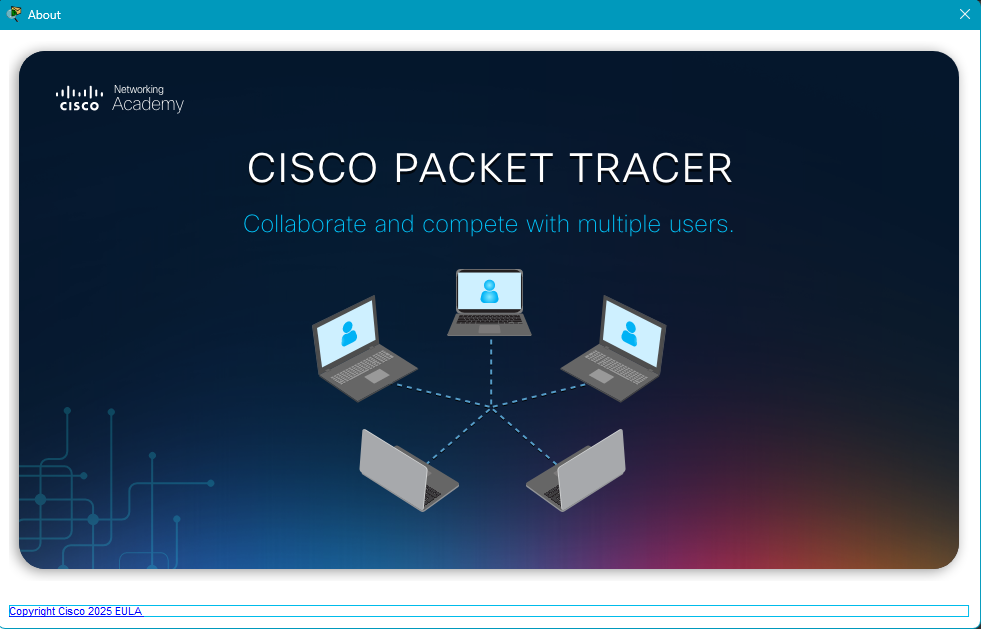 About
Networking
cisco Academy
CISCO PACKET TRACER
Collaborate and compete with multiple users.
Copyright Cisco 2025 EULA